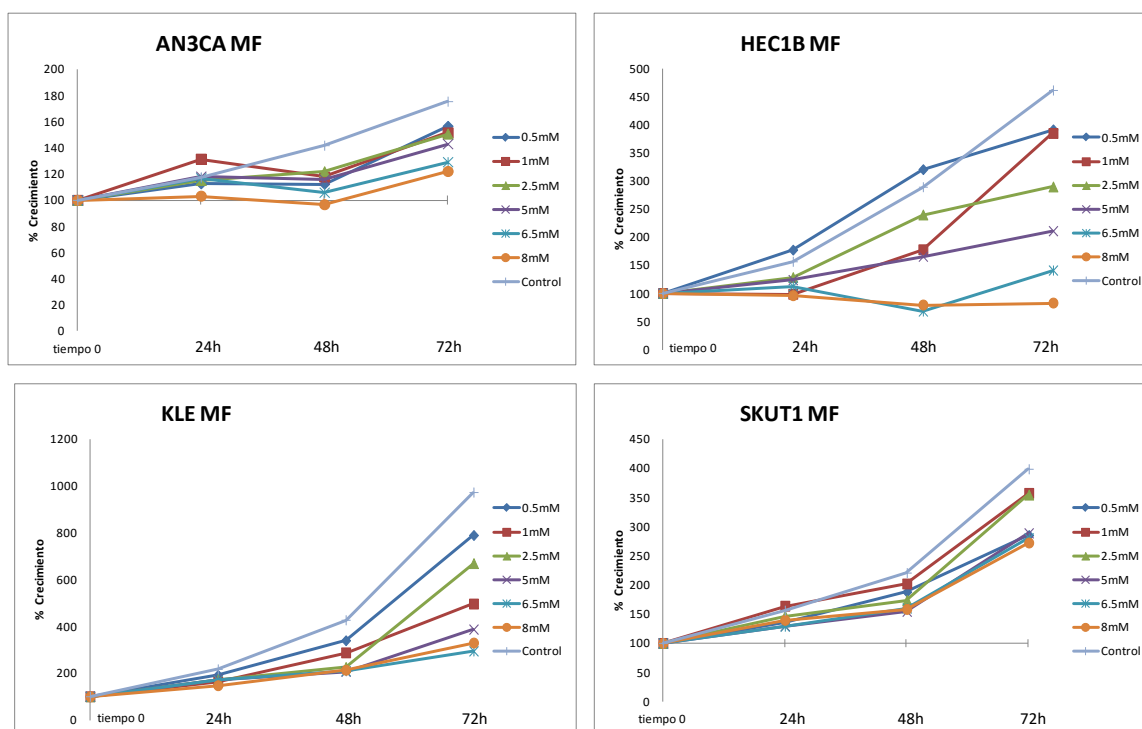 AN3CA MF
% Crecimiento
200
180
160
140
120
100
80
60
40
20
0
tiempo 0 24h 48h 72h
0.5mM
1mM
2.5mM
5mM
6.5mM
8mM
Control
HEC1B MF
% Crecimiento
500
450
400
350
300
250
200
150
100
50
0
tiempo 0 24h 48h 72h
0.5mM
1mM
2.5mM
5mM
6.5mM
8mM
Control
KLE MF
% Crecimiento
1200
1000
800
600
400
200
0
tiempo 0 24h 48h 72h
0.5mM
1mM
2.5mM
5mM
6.5mM
8mM
Control
SKUT1 MF
% Crecimiento
450
400
350
300
250
200
150
100
50
0
tiempo 0 24h 48h 72h
0.5mM
1mM
2.5mM
5mM
6.5mM
8mM
Control